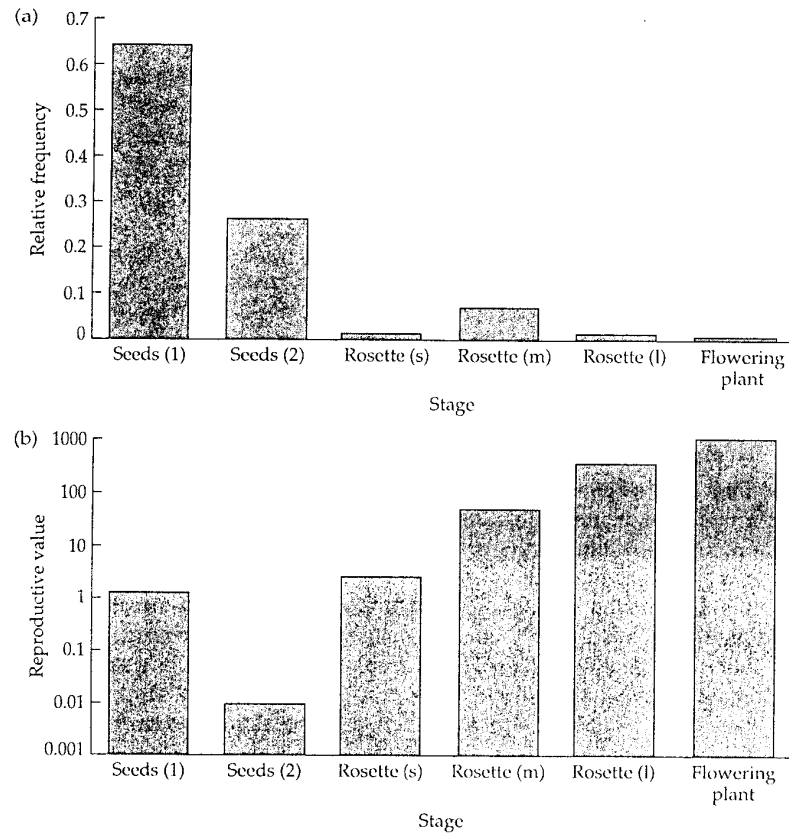 (a)
0.7
0.6
0.5
0.4
0.3
0.2
0.1
0
Relative frequency
Seeds (1) Seeds (2) Rosette (s) Rosette (m) Rosette (l) Flowering
plant
Stage
(b)
1000
100
10
1
0.1
0.01
0.001
Reproductive value
Seeds (1) Seeds (2) Rosette (s) Rosette (m) Rosette (l) Flowering
plant
Stage